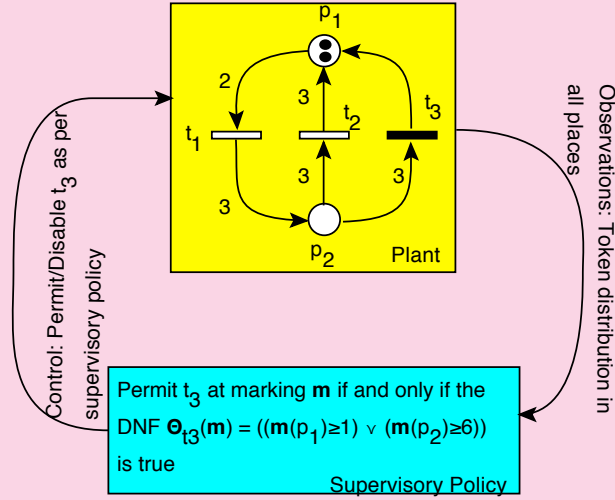 p1
2
3
t1
t2
t3
3
3
3
p2
Plant
Observations: Token distribution in
all places
Control: Permit/Disable t3 as per
supervisory policy
Permit t3 at marking m if and only if the
DNF Θt3(m) = ((m(p1)≥1) ∨ (m(p2)≥6))
is true
Supervisory Policy